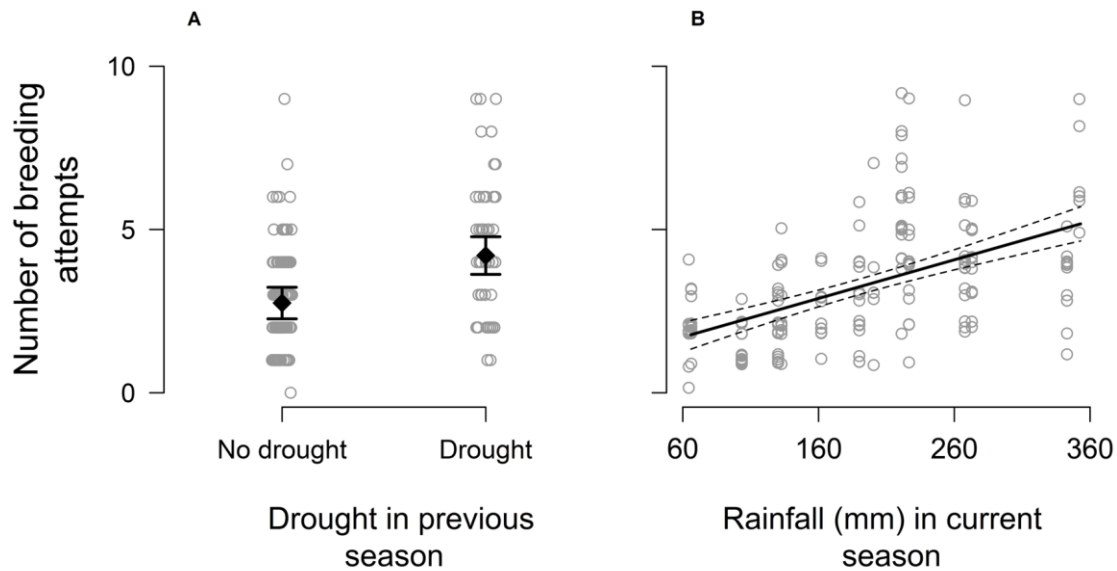 A
B
Number of breeding
attempts
10
5
0
No drought
Drought
60
160
260
360
Drought in previous
season
Rainfall (mm) in current
season